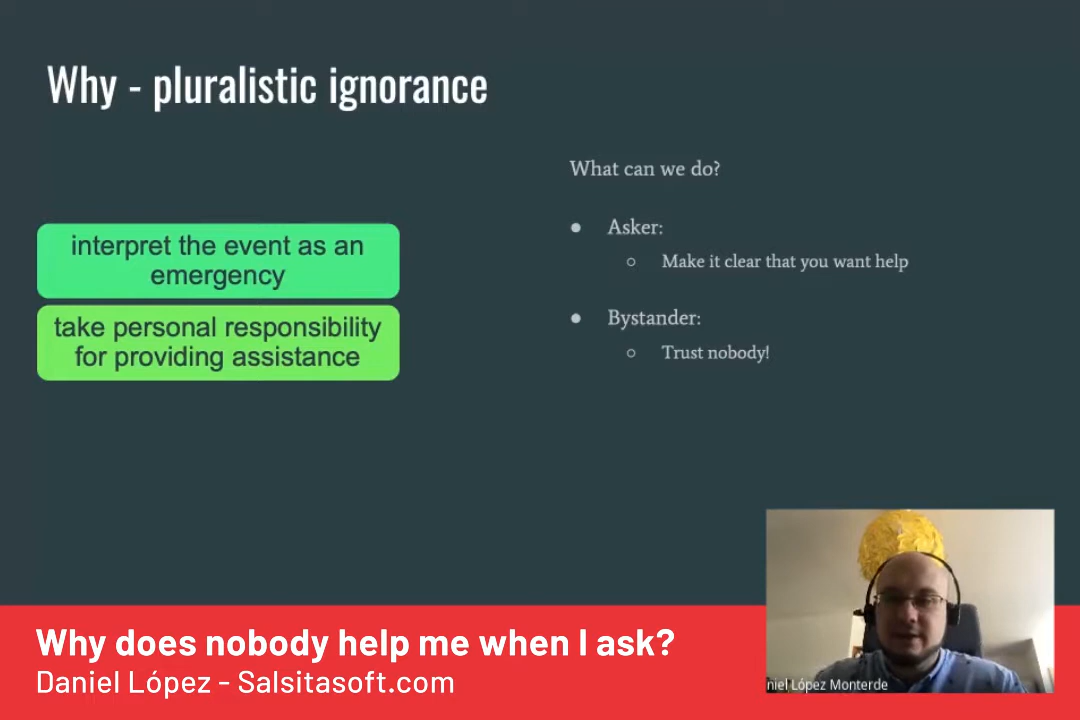 Why - pluralistic ignorance
What can we do?
interpret the event as an
emergency
take personal responsibility
for providing assistance
Asker:
Make it clear that you want help
Bystander:
Trust nobody!
Why does nobody help me when I ask?
Daniel López - Salsitasoft.com
niel López Monterde